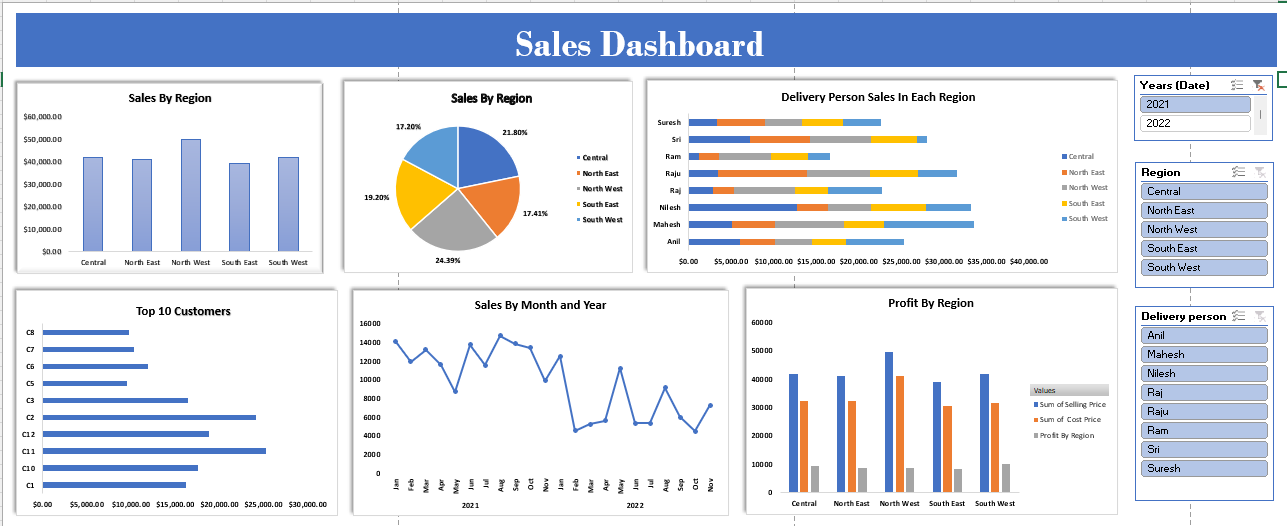 Sales Dashboard
Sales By Region
$60,000.00
$50,000.00
$40,000.00
$30,000.00
$20,000.00
$10,000.00
$0.00
Central North East North West South East South West
Sales By Region
17.20%
21.80%
19.20%
17.41%
24.39%
Central
North East
North West
South East
South West
Delivery Person Sales In Each Region
Suresh
Sri
Ram
Raju
Raj
Nilesh
Mahesh
Anil
$0.00 $5,000.00 $10,000.00 $15,000.00 $20,000.00 $25,000.00 $30,000.00 $35,000.00 $40,000.00
Central
North East
North West
South East
South West
Years (Date)
2021
2022
Region
Central
North East
North West
South East
South West
Top 10 Customers
C8
C7
C6
C5
C3
C2
C12
C11
C10
C1
$0.00 $5,000.00 $10,000.00 $15,000.00 $20,000.00 $25,000.00 $30,000.00
Sales By Month and Year
16000
14000
12000
10000
8000
6000
4000
2000
0
Jan Feb Mar Apr May Jun Jul Aug Sep Oct Nov Jan Feb Mar Apr May Jun Jul Aug Sep Oct Nov
2021 2022
Profit By Region
60000
50000
40000
30000
20000
10000
0
Central North East North West South East South West
Values
Sum of Selling Price
Sum of Cost Price
Profit By Region
Delivery person
Anil
Mahesh
Nilesh
Raj
Raju
Ram
Sri
Suresh